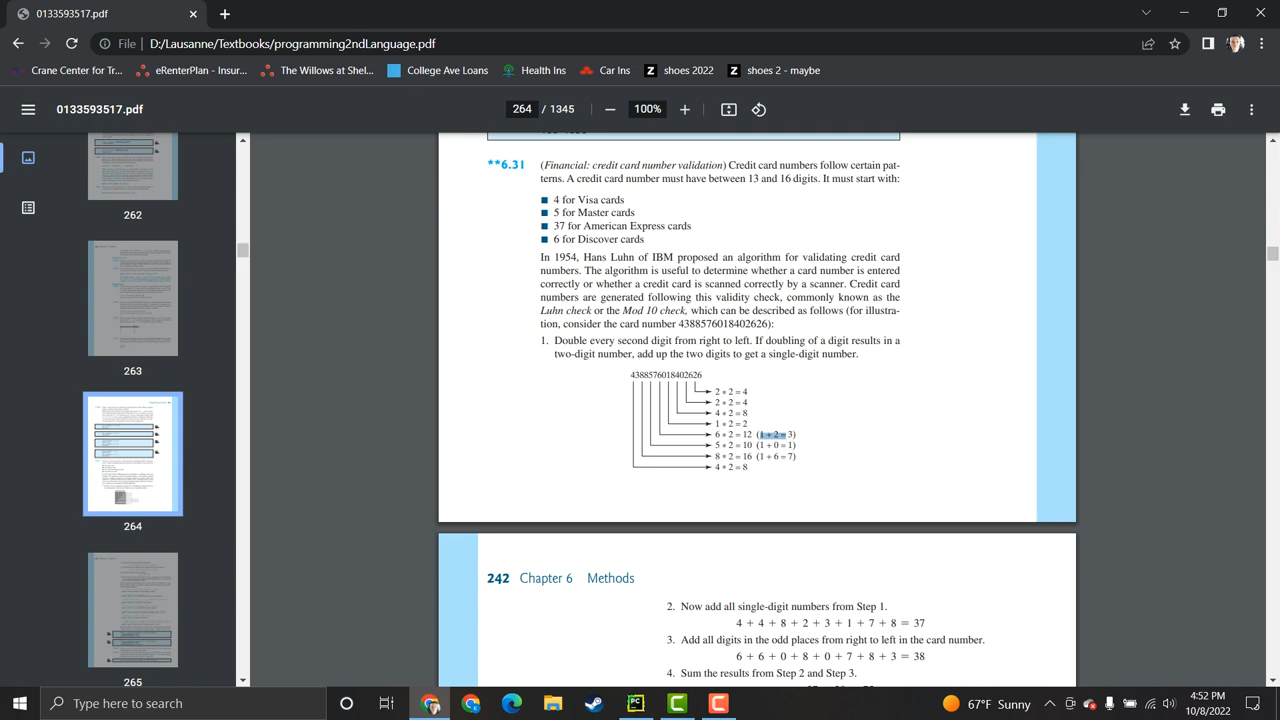 0133593517.pdf
File D:/Lausanne/Textbooks/programming2ndLanguage.pdf
Crane Center for Tr... eRenterPlan - Insur... The Willows at Shel... College Ave Loans Health Ins Car Ins shoes 2022 shoes 2 - maybe
0133593517.pdf 264 / 1345 100%
262
263
264
265
**6.31 (Financial: credit card number validation) Credit card numbers follow certain pat-
terns. A credit card number must have between 13 and 16 digits. It must start with:
■ 4 for Visa cards
■ 5 for Master cards
■ 37 for American Express cards
■ 6 for Discover cards
In 1954, Hans Luhn of IBM proposed an algorithm for validating credit card
numbers. The algorithm is useful to determine whether a card number is entered
correctly or whether a credit card is scanned correctly by a scanner. Credit card
numbers are generated following this validity check, commonly known as the
Luhn check or the Mod 10 check, which can be described as follows (for illustra-
tion, consider the card number 4388576018402626):
1. Double every second digit from right to left. If doubling of a digit results in a
two-digit number, add up the two digits to get a single-digit number.
4388576018402626
2 * 2 = 4
2 * 2 = 4
4 * 2 = 8
1 * 2 = 2
6 * 2 = 12 (1 + 2 = 3)
5 * 2 = 10 (1 + 0 = 1)
8 * 2 = 16 (1 + 6 = 7)
4 * 2 = 8
242 Chapter 6 Methods
2. Now add all single-digit numbers from Step 1.
4 + 4 + 8 + 2 + 3 + 1 + 7 + 8 = 37
3. Add all digits in the odd places from right to left in the card number.
6 + 6 + 0 + 8 + 0 + 7 + 8 + 3 = 38
4. Sum the results from Step 2 and Step 3.
Type here to search
67°F Sunny
4:52 PM
10/8/2022